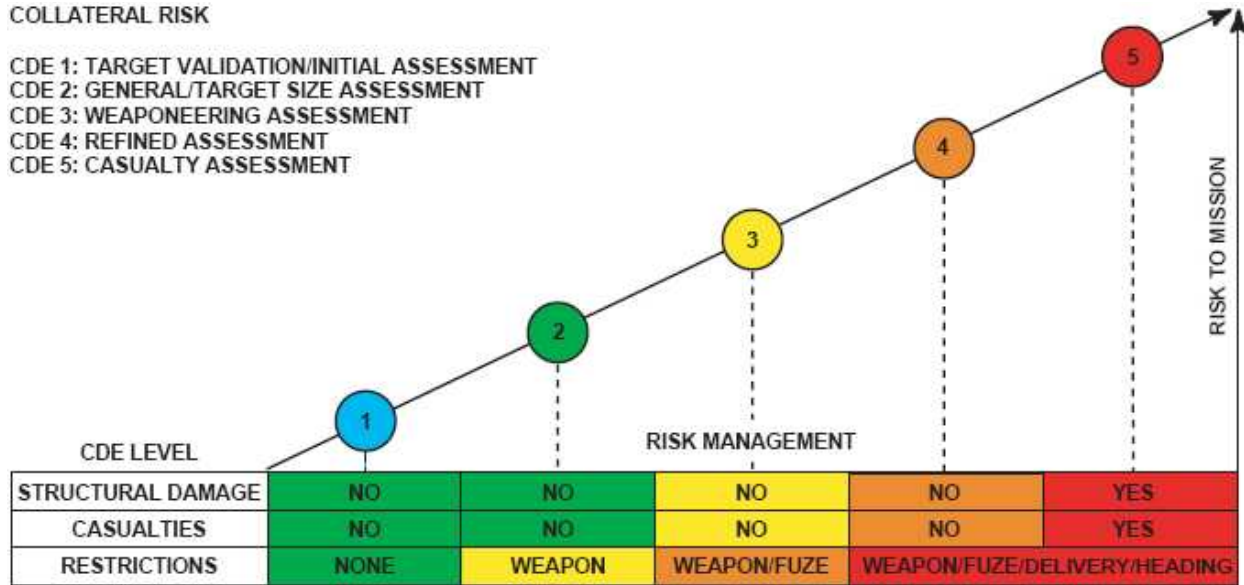 COLLATERAL RISK
CDE 1: TARGET VALIDATION/INITIAL ASSESSMENT
CDE 2: GENERAL/TARGET SIZE ASSESSMENT
CDE 3: WEAPONEERING ASSESSMENT
CDE 4: REFINED ASSESSMENT
CDE 5: CASUALTY ASSESSMENT
5
4
3
2
1
RISK TO MISSION
RISK MANAGEMENT
CDE LEVEL
STRUCTURAL DAMAGE NO NO NO NO YES
CASUALTIES NO NO NO NO YES
RESTRICTIONS NONE WEAPON WEAPON/FUZE WEAPON/FUZE/DELIVERY/HEADING